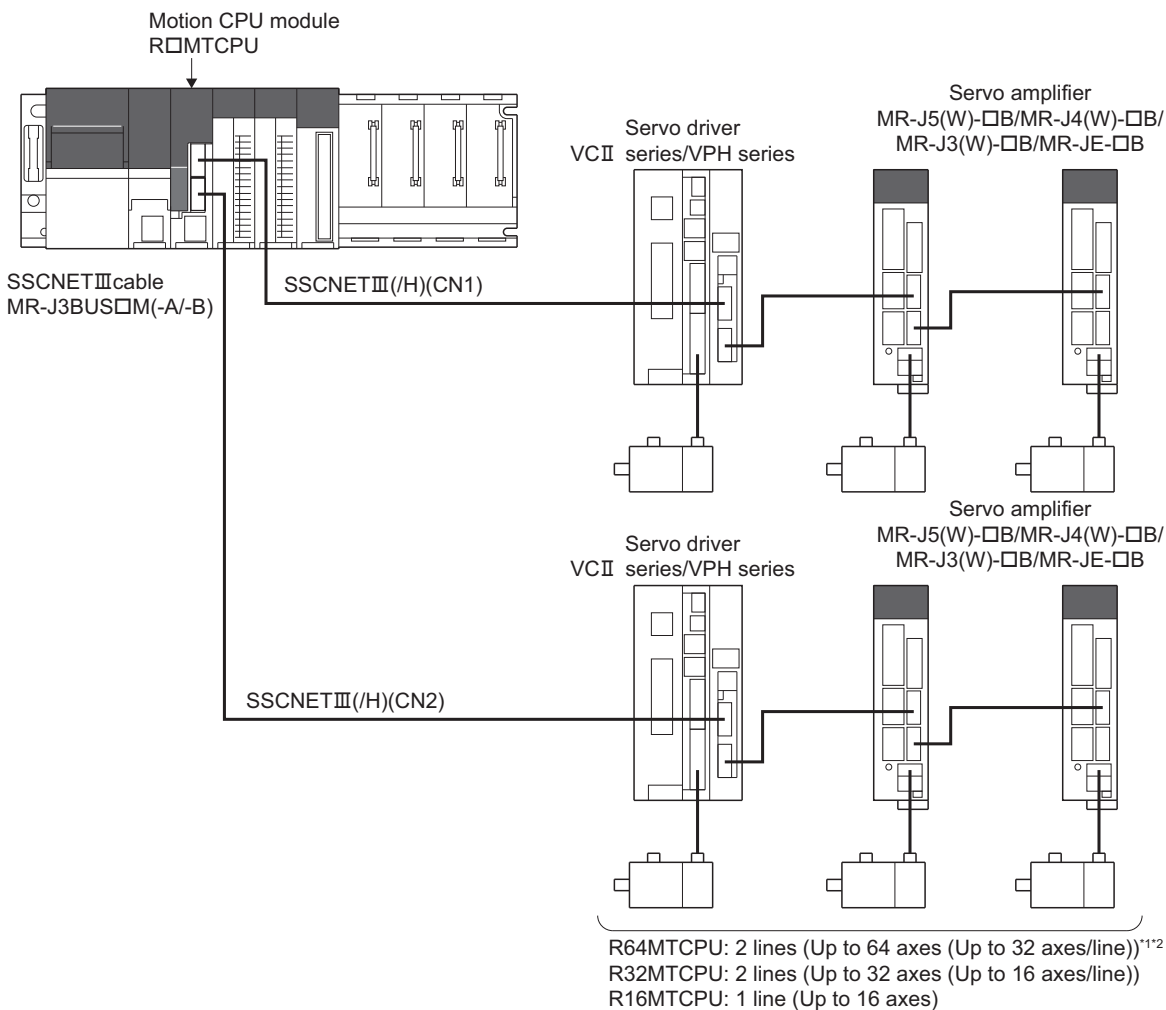 Motion CPU module
R□MTCPU
Servo amplifier
MR-J5(W)-□B/MR-J4(W)-□B/
MR-J3(W)-□B/MR-JE-□B
Servo driver
VCⅡ series/VPH series
SSCNETⅢcable
MR-J3BUS□M(-A/-B)
SSCNETⅢ(/H)(CN1)
Servo amplifier
MR-J5(W)-□B/MR-J4(W)-□B/
MR-J3(W)-□B/MR-JE-□B
Servo driver
VCⅡ series/VPH series
SSCNETⅢ(/H)(CN2)
R64MTCPU: 2 lines (Up to 64 axes (Up to 32 axes/line))*1*2
R32MTCPU: 2 lines (Up to 32 axes (Up to 16 axes/line))
R16MTCPU: 1 line (Up to 16 axes)